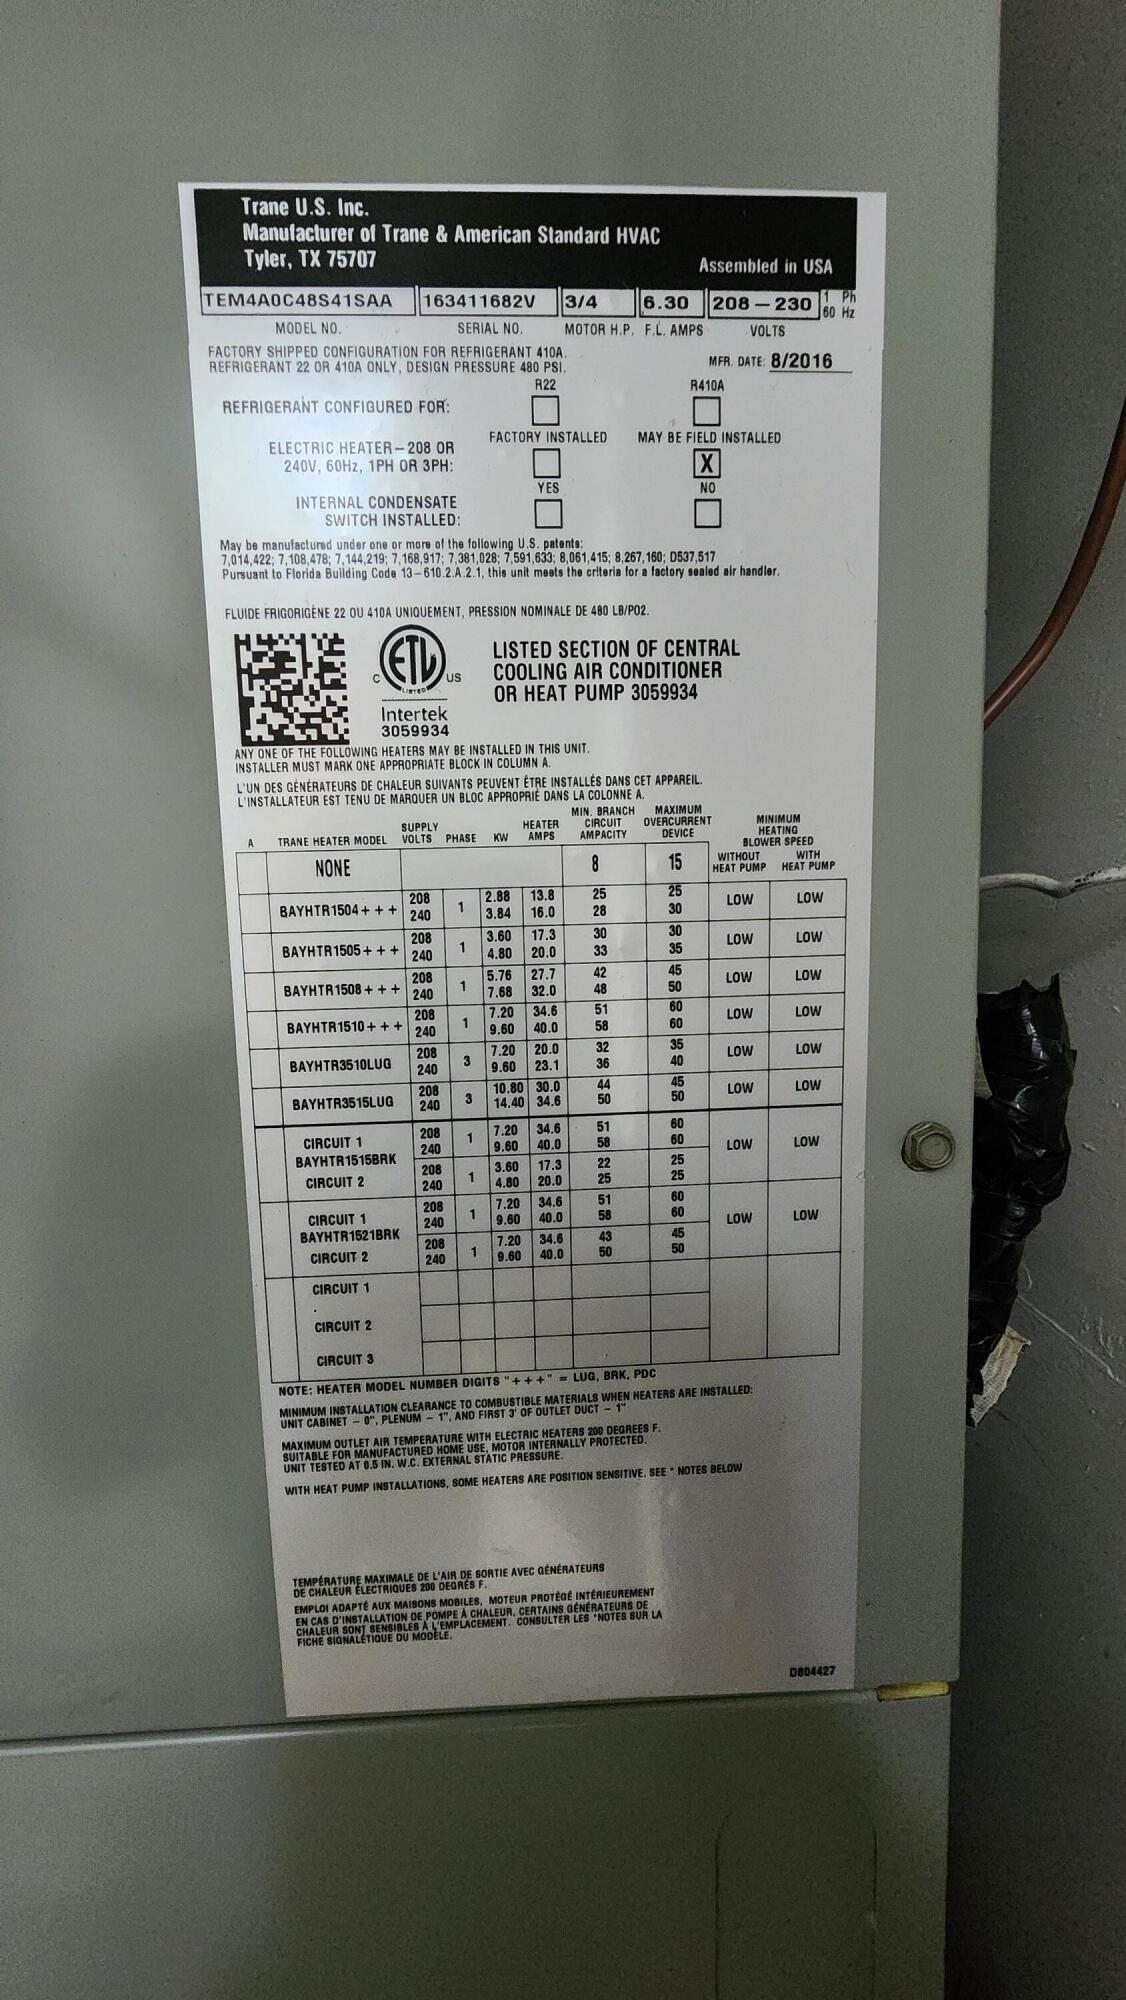 Trane U.S. Inc.
Manufacturer of Trane & American Standard HVAC
Tyler, TX 75707
Assembled in USA
TEM4A0C48S41SAA 163411682V 3/4 6.30 208 – 230 1 Ph 60 Hz
MODEL NO. SERIAL NO. MOTOR H.P. F.L. AMPS VOLTS
FACTORY SHIPPED CONFIGURATION FOR REFRIGERANT 410A.
REFRIGERANT 22 OR 410A ONLY, DESIGN PRESSURE 480 PSI.
MFR. DATE: 8/2016
R22 R410A
REFRIGERANT CONFIGURED FOR:
FACTORY INSTALLED MAY BE FIELD INSTALLED
ELECTRIC HEATER – 208 OR
240V, 60Hz, 1PH OR 3PH: X
YES NO
INTERNAL CONDENSATE
SWITCH INSTALLED:
May be manufactured under one or more of the following U.S. patents:
7,014,422; 7,108,478; 7,144,219; 7,168,917; 7,381,028; 7,591,633; 8,061,415; 8,267,160; D537,517
Pursuant to Florida Building Code 13–610.2.A.2.1, this unit meets the criteria for a factory sealed air handler.
FLUIDE FRIGORIGÈNE 22 OU 410A UNIQUEMENT, PRESSION NOMINALE DE 480 LB/PO2.
C ETL LISTED US
Intertek
3059934
LISTED SECTION OF CENTRAL
COOLING AIR CONDITIONER
OR HEAT PUMP 3059934
ANY ONE OF THE FOLLOWING HEATERS MAY BE INSTALLED IN THIS UNIT.
INSTALLER MUST MARK ONE APPROPRIATE BLOCK IN COLUMN A.
L'UN DES GÉNÉRATEURS DE CHALEUR SUIVANTS PEUVENT ÊTRE INSTALLÉS DANS CET APPAREIL.
L'INSTALLATEUR EST TENU DE MARQUER UN BLOC APPROPRIÉ DANS LA COLONNE A.
A TRANE HEATER MODEL SUPPLY VOLTS PHASE KW HEATER AMPS MIN. BRANCH CIRCUIT AMPACITY MAXIMUM OVERCURRENT DEVICE MINIMUM HEATING BLOWER SPEED
WITHOUT HEAT PUMP WITH HEAT PUMP
NONE 8 15
BAYHTR1504+++ 208 1 2.88 13.8 25 25 LOW LOW
240 3.84 16.0 28 30
BAYHTR1505+++ 208 1 3.60 17.3 30 30 LOW LOW
240 4.80 20.0 33 35
BAYHTR1508+++ 208 1 5.76 27.7 42 45 LOW LOW
240 7.68 32.0 48 50
BAYHTR1510+++ 208 1 7.20 34.6 51 60 LOW LOW
240 9.60 40.0 58 60
BAYHTR3510LUG 208 3 7.20 20.0 32 35 LOW LOW
240 9.60 23.1 36 40
BAYHTR3515LUG 208 3 10.80 30.0 44 45 LOW LOW
240 14.40 34.6 50 50
CIRCUIT 1 208 1 7.20 34.6 51 60 LOW LOW
240 9.60 40.0 58 60
BAYHTR1515BRK
CIRCUIT 2 208 1 3.60 17.3 22 25
240 4.80 20.0 25 25
CIRCUIT 1 208 1 7.20 34.6 51 60 LOW LOW
240 9.60 40.0 58 60
BAYHTR1521BRK
CIRCUIT 2 208 1 7.20 34.6 43 45
240 9.60 40.0 50 50
CIRCUIT 1
CIRCUIT 2
CIRCUIT 3
NOTE: HEATER MODEL NUMBER DIGITS "+++" = LUG, BRK, PDC
MINIMUM INSTALLATION CLEARANCE TO COMBUSTIBLE MATERIALS WHEN HEATERS ARE INSTALLED:
UNIT CABINET – 0", PLENUM – 1", AND FIRST 3' OF OUTLET DUCT – 1"
MAXIMUM OUTLET AIR TEMPERATURE WITH ELECTRIC HEATERS 200 DEGREES F.
SUITABLE FOR MANUFACTURED HOME USE, MOTOR INTERNALLY PROTECTED.
UNIT TESTED AT 0.5 IN. W.C. EXTERNAL STATIC PRESSURE.
WITH HEAT PUMP INSTALLATIONS, SOME HEATERS ARE POSITION SENSITIVE. SEE * NOTES BELOW
TEMPÉRATURE MAXIMALE DE L'AIR DE SORTIE AVEC GÉNÉRATEURS
DE CHALEUR ÉLECTRIQUES 200 DEGRÉS F.
EMPLOI ADAPTÉ AUX MAISONS MOBILES, MOTEUR PROTÉGÉ INTÉRIEUREMENT
EN CAS D'INSTALLATION DE POMPE À CHALEUR, CERTAINS GÉNÉRATEURS DE
CHALEUR SONT SENSIBLES À L'EMPLACEMENT. CONSULTER LES *NOTES SUR LA
FICHE SIGNALÉTIQUE DU MODÈLE.
D804427